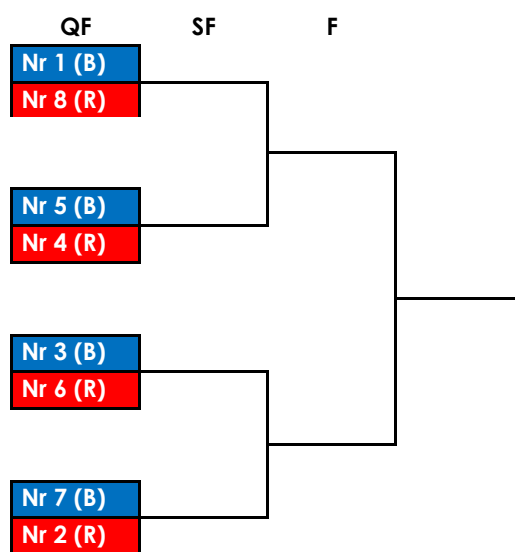 QF SF F
Nr 1 (B)
Nr 8 (R)
Nr 5 (B)
Nr 4 (R)
Nr 3 (B)
Nr 6 (R)
Nr 7 (B)
Nr 2 (R)